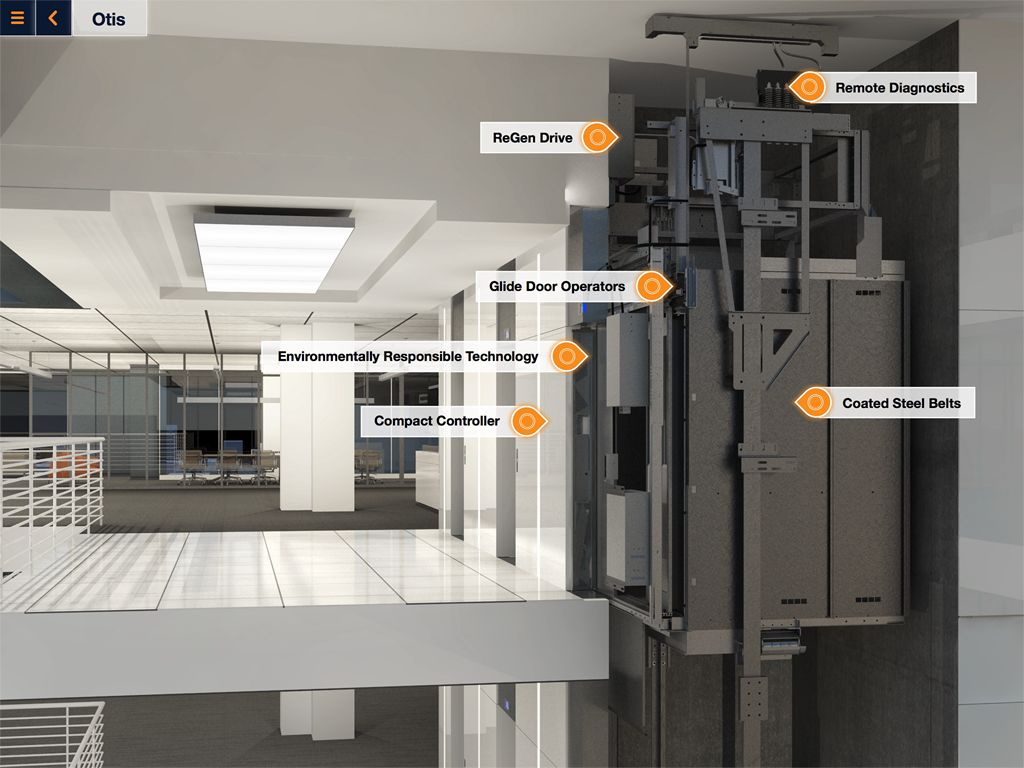 Otis
Remote Diagnostics
ReGen Drive
Glide Door Operators
Environmentally Responsible Technology
Coated Steel Belts
Compact Controller